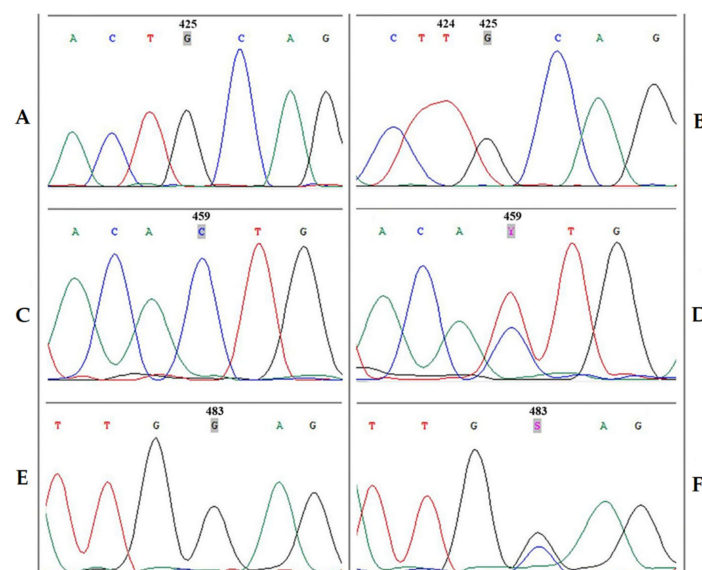 425
A C T G C A G
A
424 425
C T T G C A G
B
459
A C A C T G
C
459
A C A Y T G
D
483
T T G G A G
E
483
T T G S A G
F